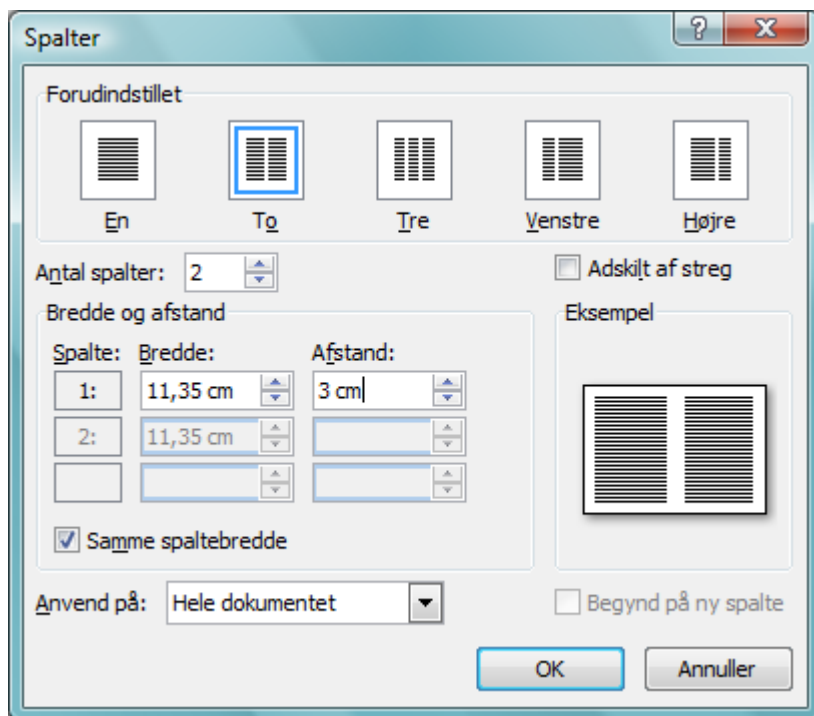 Spalter
Forudindstillet
En To Tre Venstre Højre
Antal spalter: 2 Adskilt af streg
Bredde og afstand Eksempel
Spalte: Bredde: Afstand:
1: 11,35 cm 3 cm
2: 11,35 cm
Samme spaltebredde
Anvend på: Hele dokumentet Begynd på ny spalte
OK Annuller